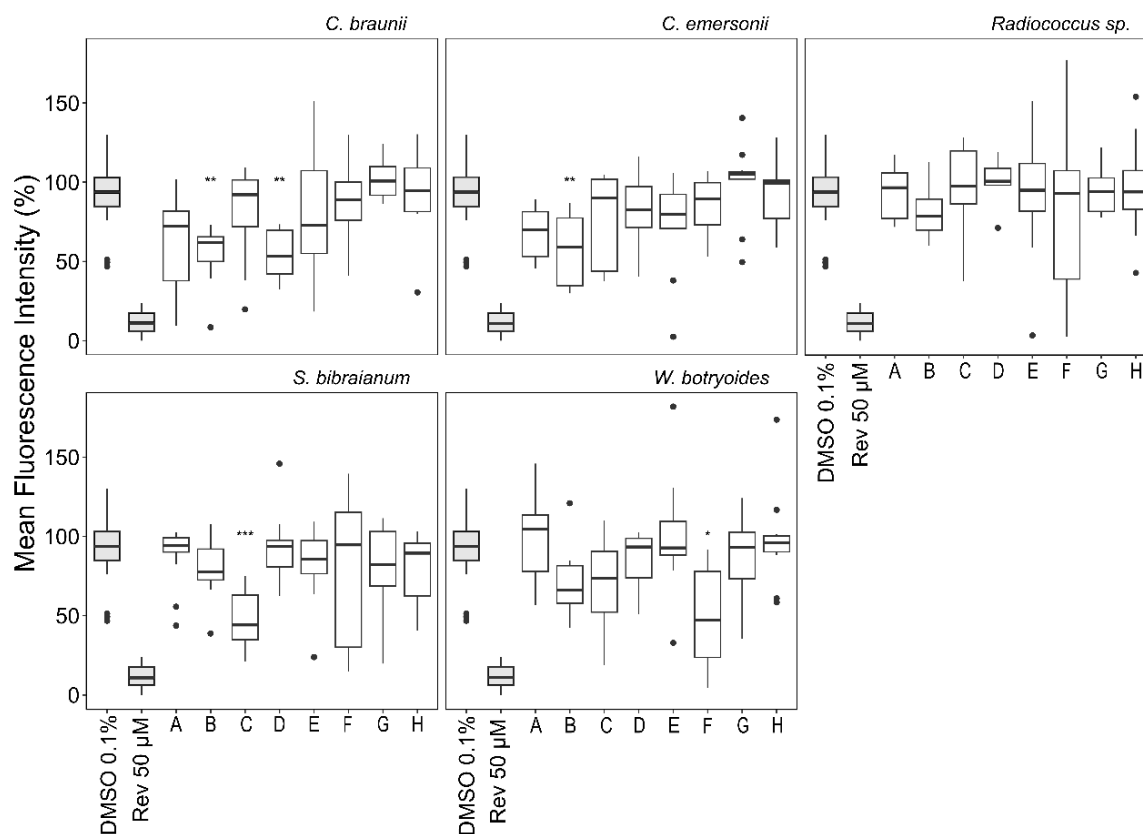 C. braunii
C. emersonii
Radiococcus sp.
Mean Fluorescence Intensity (%)
150
100
50
0
**
**
**
DMSO 0.1%
Rev 50 µM
A
B
C
D
E
F
G
H
S. bibraianum
W. botryoides
150
100
50
0
***
*
DMSO 0.1%
Rev 50 µM
A
B
C
D
E
F
G
H
DMSO 0.1%
Rev 50 µM
A
B
C
D
E
F
G
H